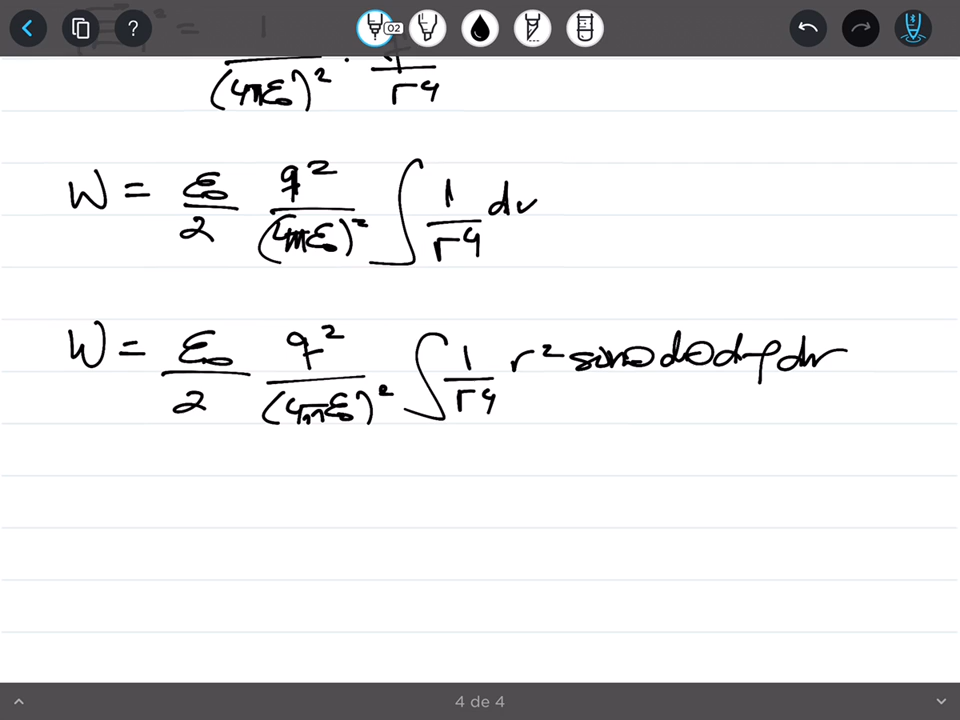 ? 02
(4πε₀)² · 1/r⁴
W = ε₀/2 q²/(4πε₀)² ∫ 1/r⁴ dv
W = ε₀/2 q²/(4πε₀)² ∫ 1/r⁴ r² sinθ dθ dφ dr
4 de 4